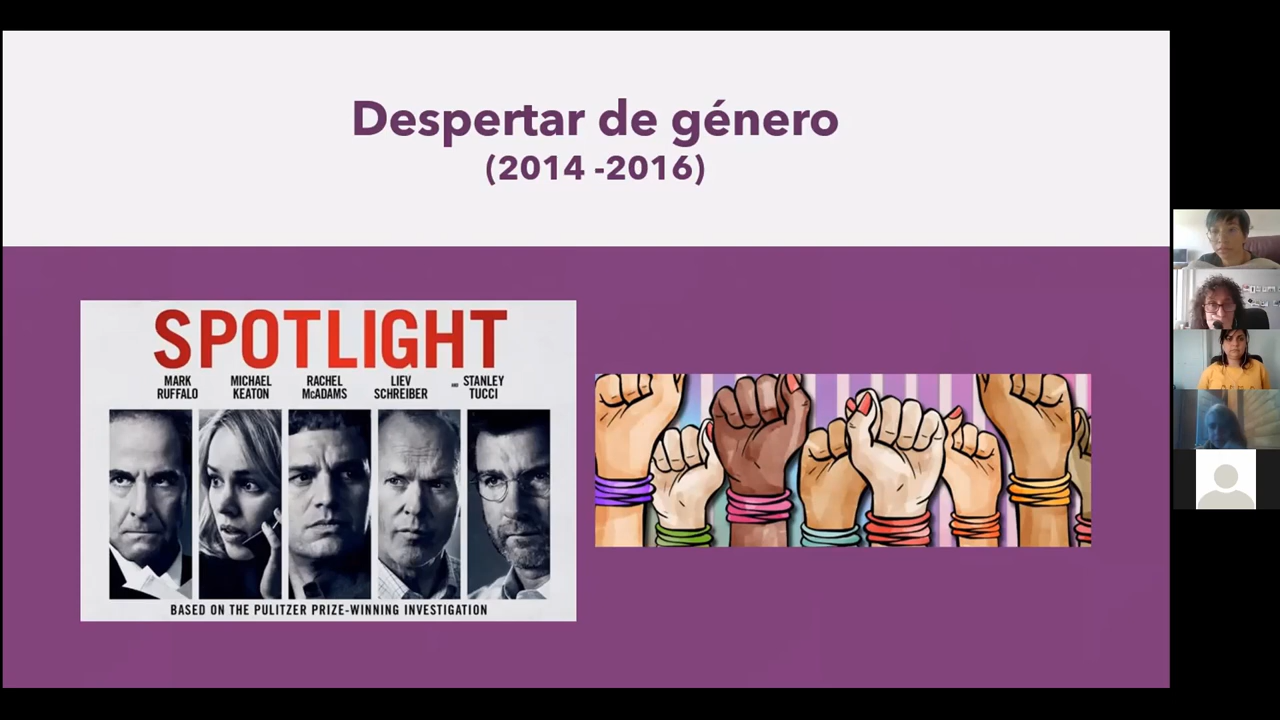 Despertar de género
(2014 -2016)
SPOTLIGHT
MARK RUFFALO
MICHAEL KEATON
RACHEL McADAMS
LIEV SCHREIBER
AND STANLEY TUCCI
BASED ON THE PULITZER PRIZE-WINNING INVESTIGATION